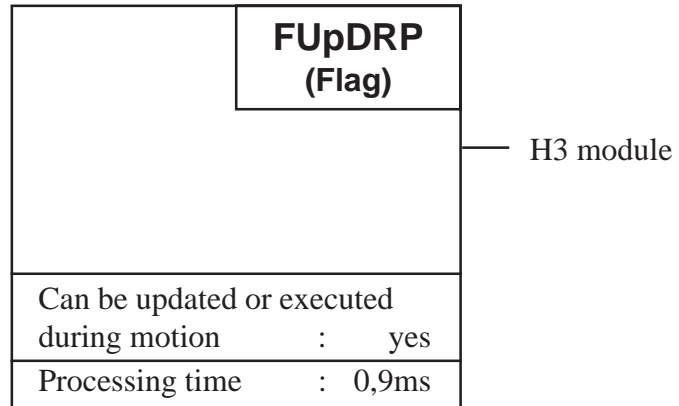 FUpDRP
(Flag)
H3 module
Can be updated or executed
during motion : yes
Processing time : 0,9ms